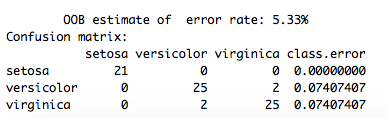 OOB estimate of  error rate: 5.33%
Confusion matrix:
           setosa versicolor virginica class.error
setosa         21          0         0  0.00000000
versicolor      0         25         2  0.07407407
virginica       0          2        25  0.07407407